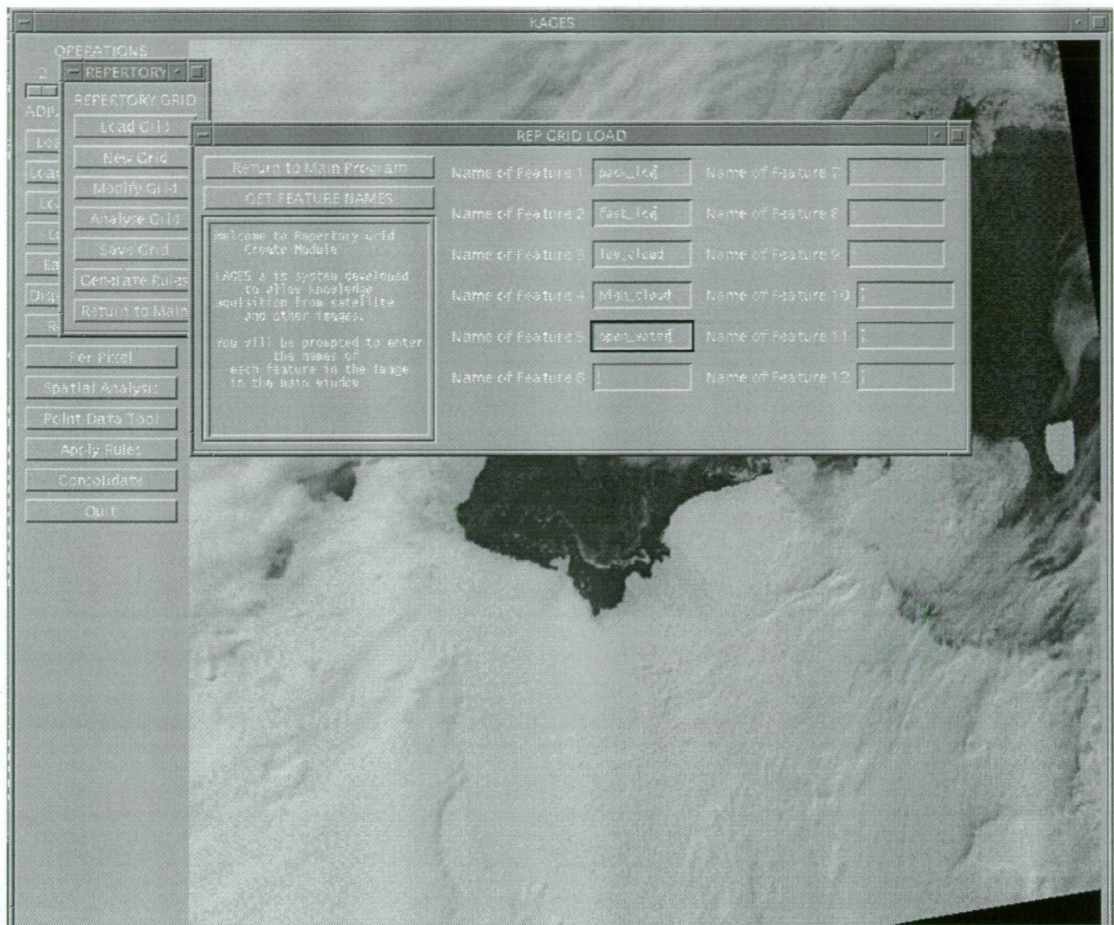 KAGES
OPERATIONS
2
REPERTORY
REPERTORY GRID
Load Grid
New Grid
Modify Grid
Analyse Grid
Save Grid
Generate Rules
Return to Main
Per Pixel
Spatial Analysis
Point Data Tool
Apply Rules
Consolidate
Quit
REP GRID LOAD
Return to Main Program
GET FEATURE NAMES
Welcome to Repertory Grid
Create Module
KAGES a is system developed
to allow knowledge
aquisition from satellite
and other images.
You will be prompted to enter
the names of
each feature in the image
in the main window
Name of Feature 1 pack_ice
Name of Feature 2 fast_ice
Name of Feature 3 low_cloud
Name of Feature 4 high_cloud
Name of Feature 5 open_water
Name of Feature 6
Name of Feature 7
Name of Feature 8
Name of Feature 9
Name of Feature 10
Name of Feature 11
Name of Feature 12